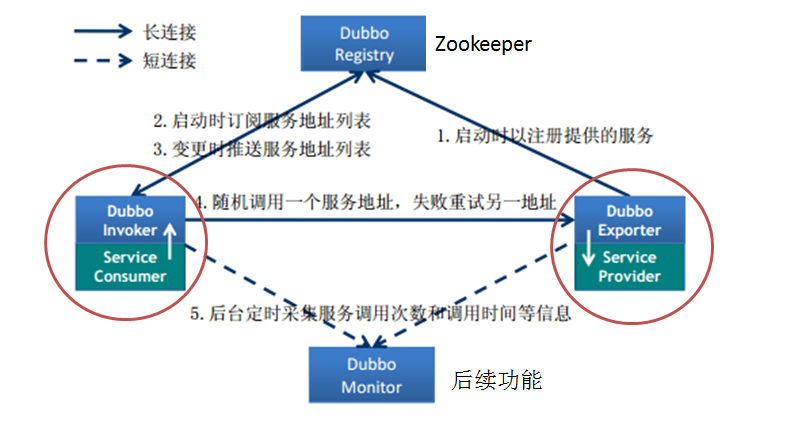 长连接
短连接
Dubbo
Registry
Zookeeper
2.启动时订阅服务地址列表
3.变更时推送服务地址列表
1.启动时以注册提供的服务
4.随机调用一个服务地址，失败重试另一地址
Dubbo
Invoker
Service
Consumer
Dubbo
Exporter
Service
Provider
5.后台定时采集服务调用次数和调用时间等信息
Dubbo
Monitor
后续功能